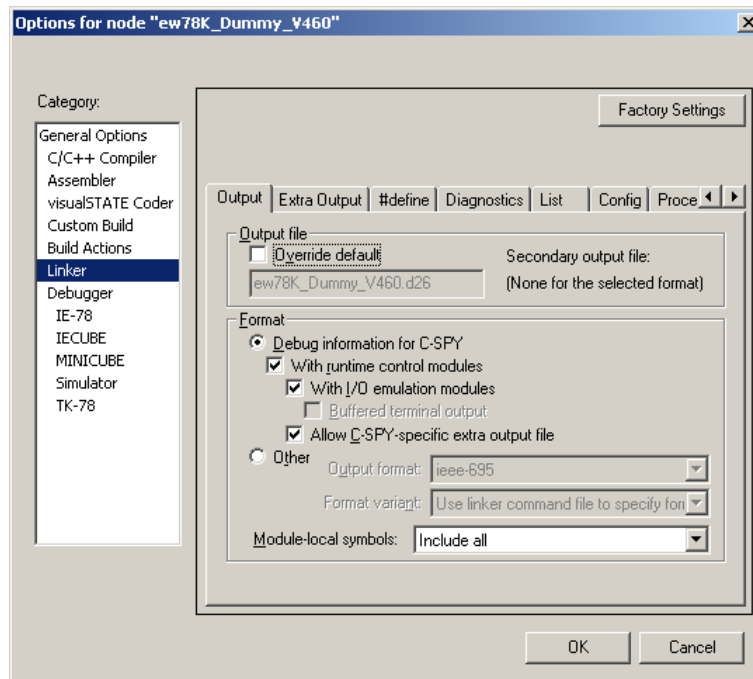 Options for node "ew78K_Dummy_V460"
Category:
Factory Settings
General Options
C/C++ Compiler
Assembler
visualSTATE Coder
Custom Build
Build Actions
Linker
Debugger
IE-78
IECUBE
MINICUBE
Simulator
TK-78
Output Extra Output #define Diagnostics List Config Proce
Output file
Override default
Secondary output file:
ew78K_Dummy_V460.d26
(None for the selected format)
Format
Debug information for C-SPY
With runtime control modules
With I/O emulation modules
Buffered terminal output
Allow C-SPY-specific extra output file
Other
Output format: ieee-695
Format variant: Use linker command file to specify for
Module-local symbols: Include all
OK Cancel